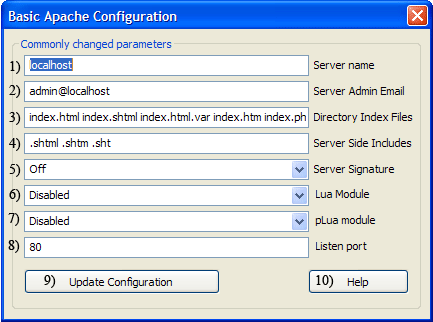 Basic Apache Configuration
Commonly changed parameters
1) localhost Server name
2) admin@localhost Server Admin Email
3) index.html index.shtml index.html.var index.htm index.ph Directory Index Files
4) .shtml .shtm .sht Server Side Includes
5) Off Server Signature
6) Disabled Lua Module
7) Disabled pLua module
8) 80 Listen port
9) Update Configuration 10) Help